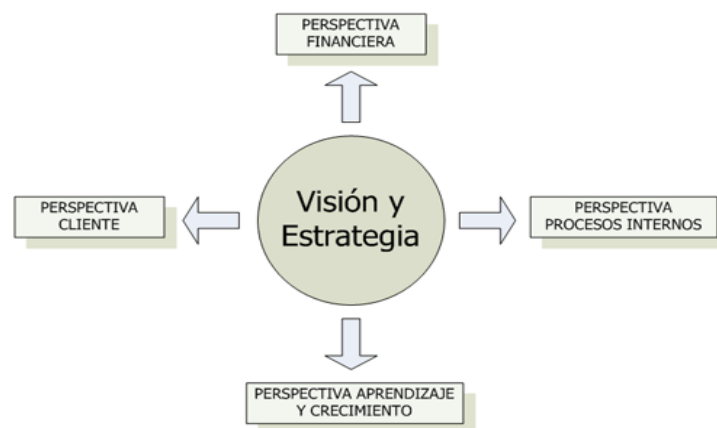 PERSPECTIVA
FINANCIERA
PERSPECTIVA
CLIENTE
Visión y
Estrategia
PERSPECTIVA
PROCESOS INTERNOS
PERSPECTIVA APRENDIZAJE
Y CRECIMIENTO